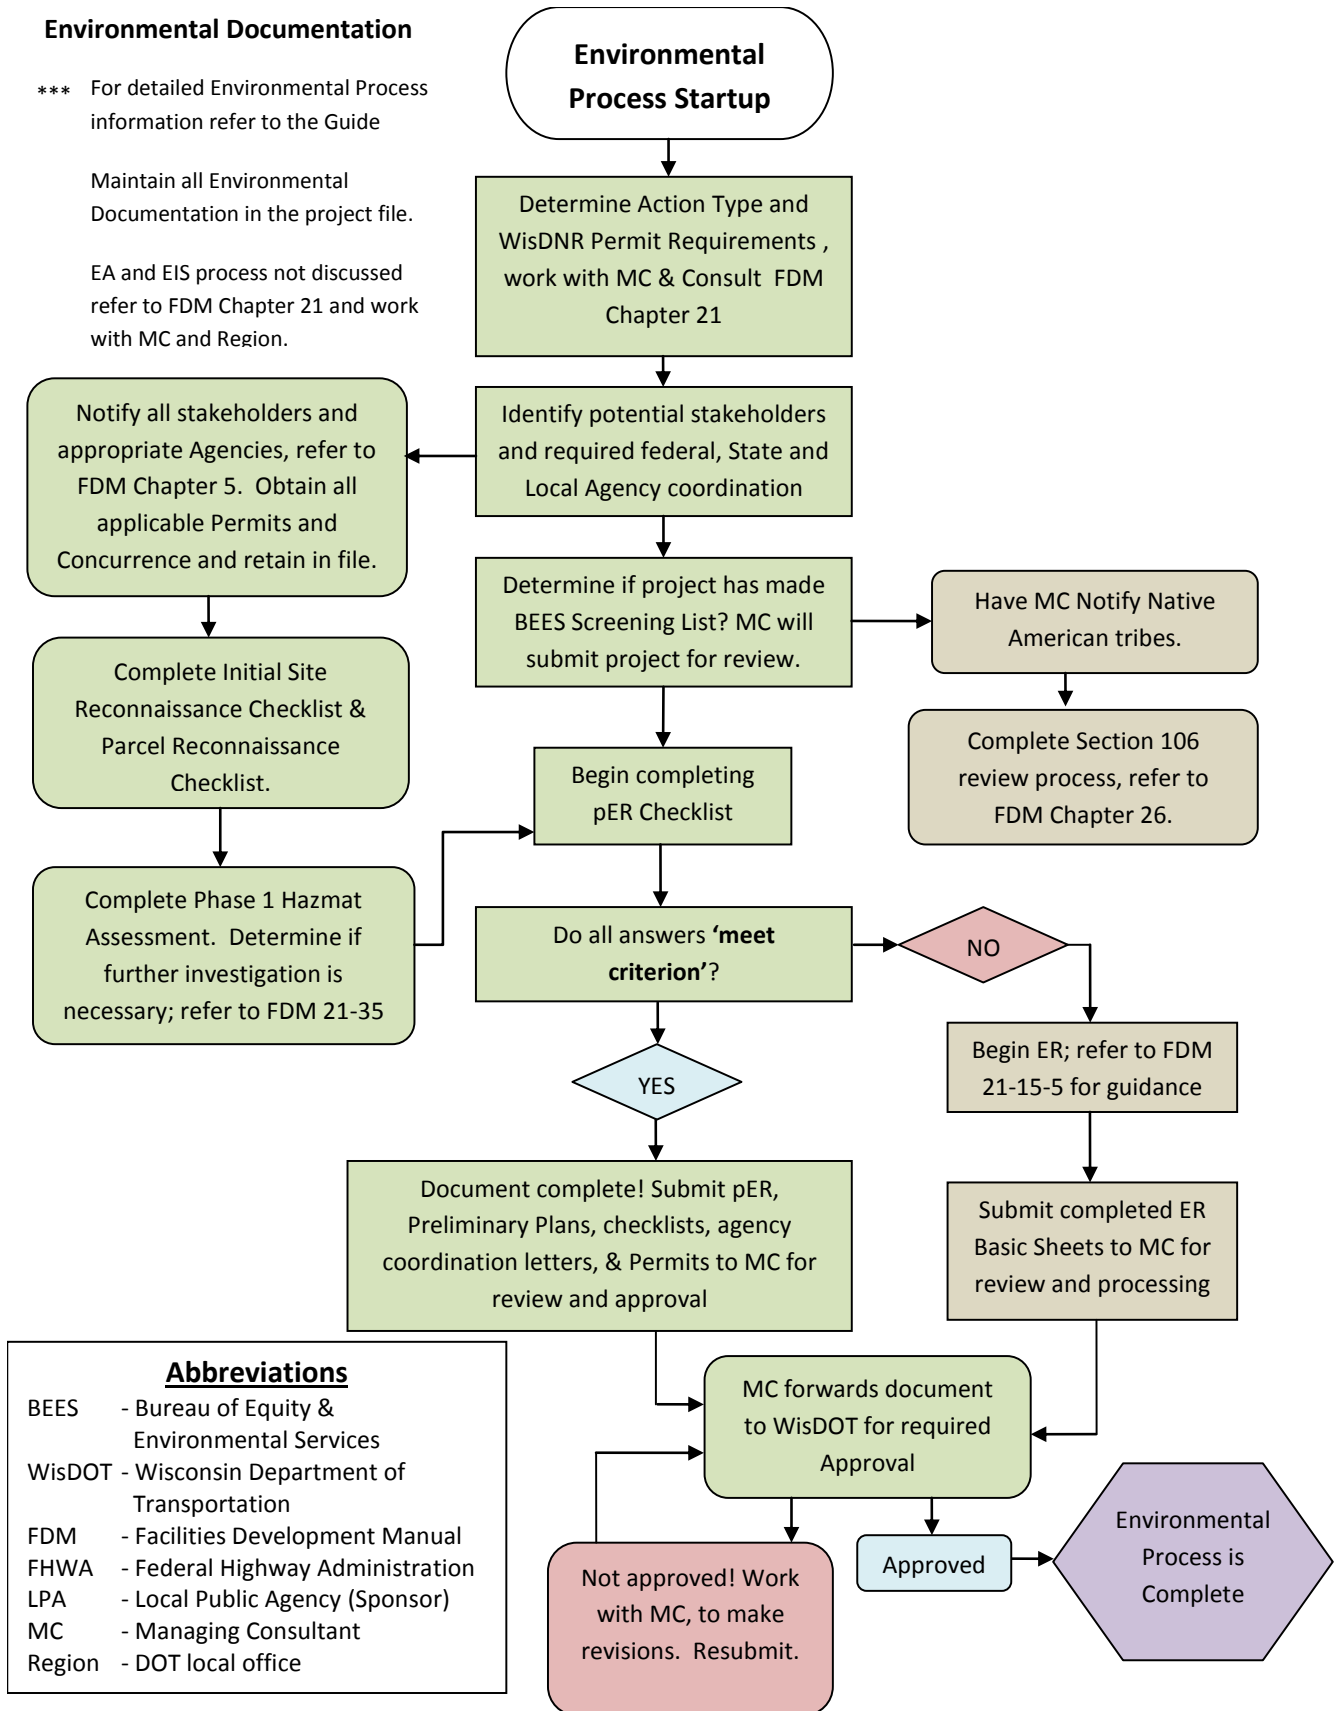 Environmental Documentation
*** For detailed Environmental Process
information refer to the Guide
Maintain all Environmental
Documentation in the project file.
EA and EIS process not discussed
refer to FDM Chapter 21 and work
with MC and Region.
Environmental
Process Startup
Determine Action Type and
WisDNR Permit Requirements ,
work with MC & Consult FDM
Chapter 21
Identify potential stakeholders
and required federal, State and
Local Agency coordination
Notify all stakeholders and
appropriate Agencies, refer to
FDM Chapter 5. Obtain all
applicable Permits and
Concurrence and retain in file.
Determine if project has made
BEES Screening List? MC will
submit project for review.
Have MC Notify Native
American tribes.
Complete Section 106
review process, refer to
FDM Chapter 26.
Complete Initial Site
Reconnaissance Checklist &
Parcel Reconnaissance
Checklist.
Complete Phase 1 Hazmat
Assessment. Determine if
further investigation is
necessary; refer to FDM 21-35
Begin completing
pER Checklist
Do all answers ‘meet
criterion’?
NO
YES
Begin ER; refer to FDM
21-15-5 for guidance
Submit completed ER
Basic Sheets to MC for
review and processing
Document complete! Submit pER,
Preliminary Plans, checklists, agency
coordination letters, & Permits to MC for
review and approval
MC forwards document
to WisDOT for required
Approval
Not approved! Work
with MC, to make
revisions. Resubmit.
Approved
Environmental
Process is
Complete
Abbreviations
BEES - Bureau of Equity &
Environmental Services
WisDOT - Wisconsin Department of
Transportation
FDM - Facilities Development Manual
FHWA - Federal Highway Administration
LPA - Local Public Agency (Sponsor)
MC - Managing Consultant
Region - DOT local office